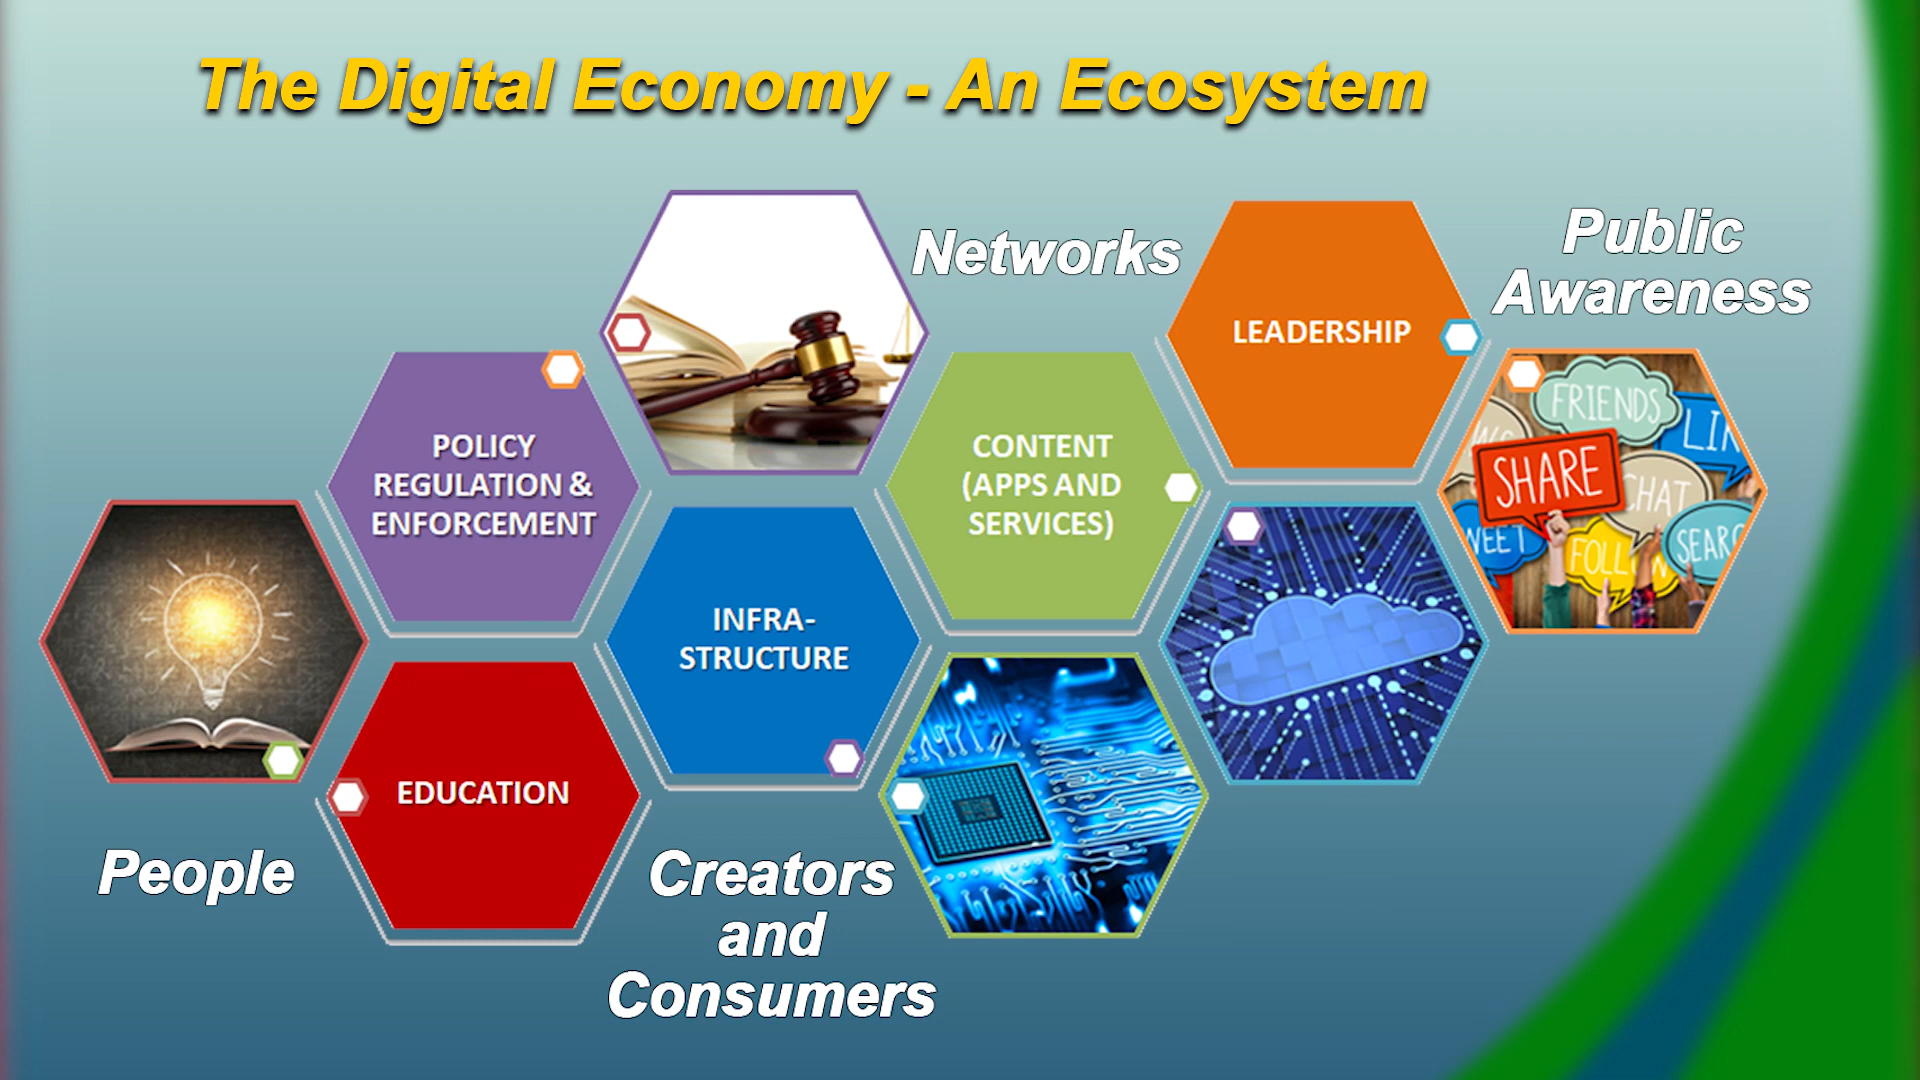 The Digital Economy - An Ecosystem
Networks
Public
Awareness
LEADERSHIP
POLICY
REGULATION &
ENFORCEMENT
CONTENT
(APPS AND
SERVICES)
FRIENDS
SHARE
CHAT
INFRA-
STRUCTURE
EDUCATION
People
Creators
and
Consumers